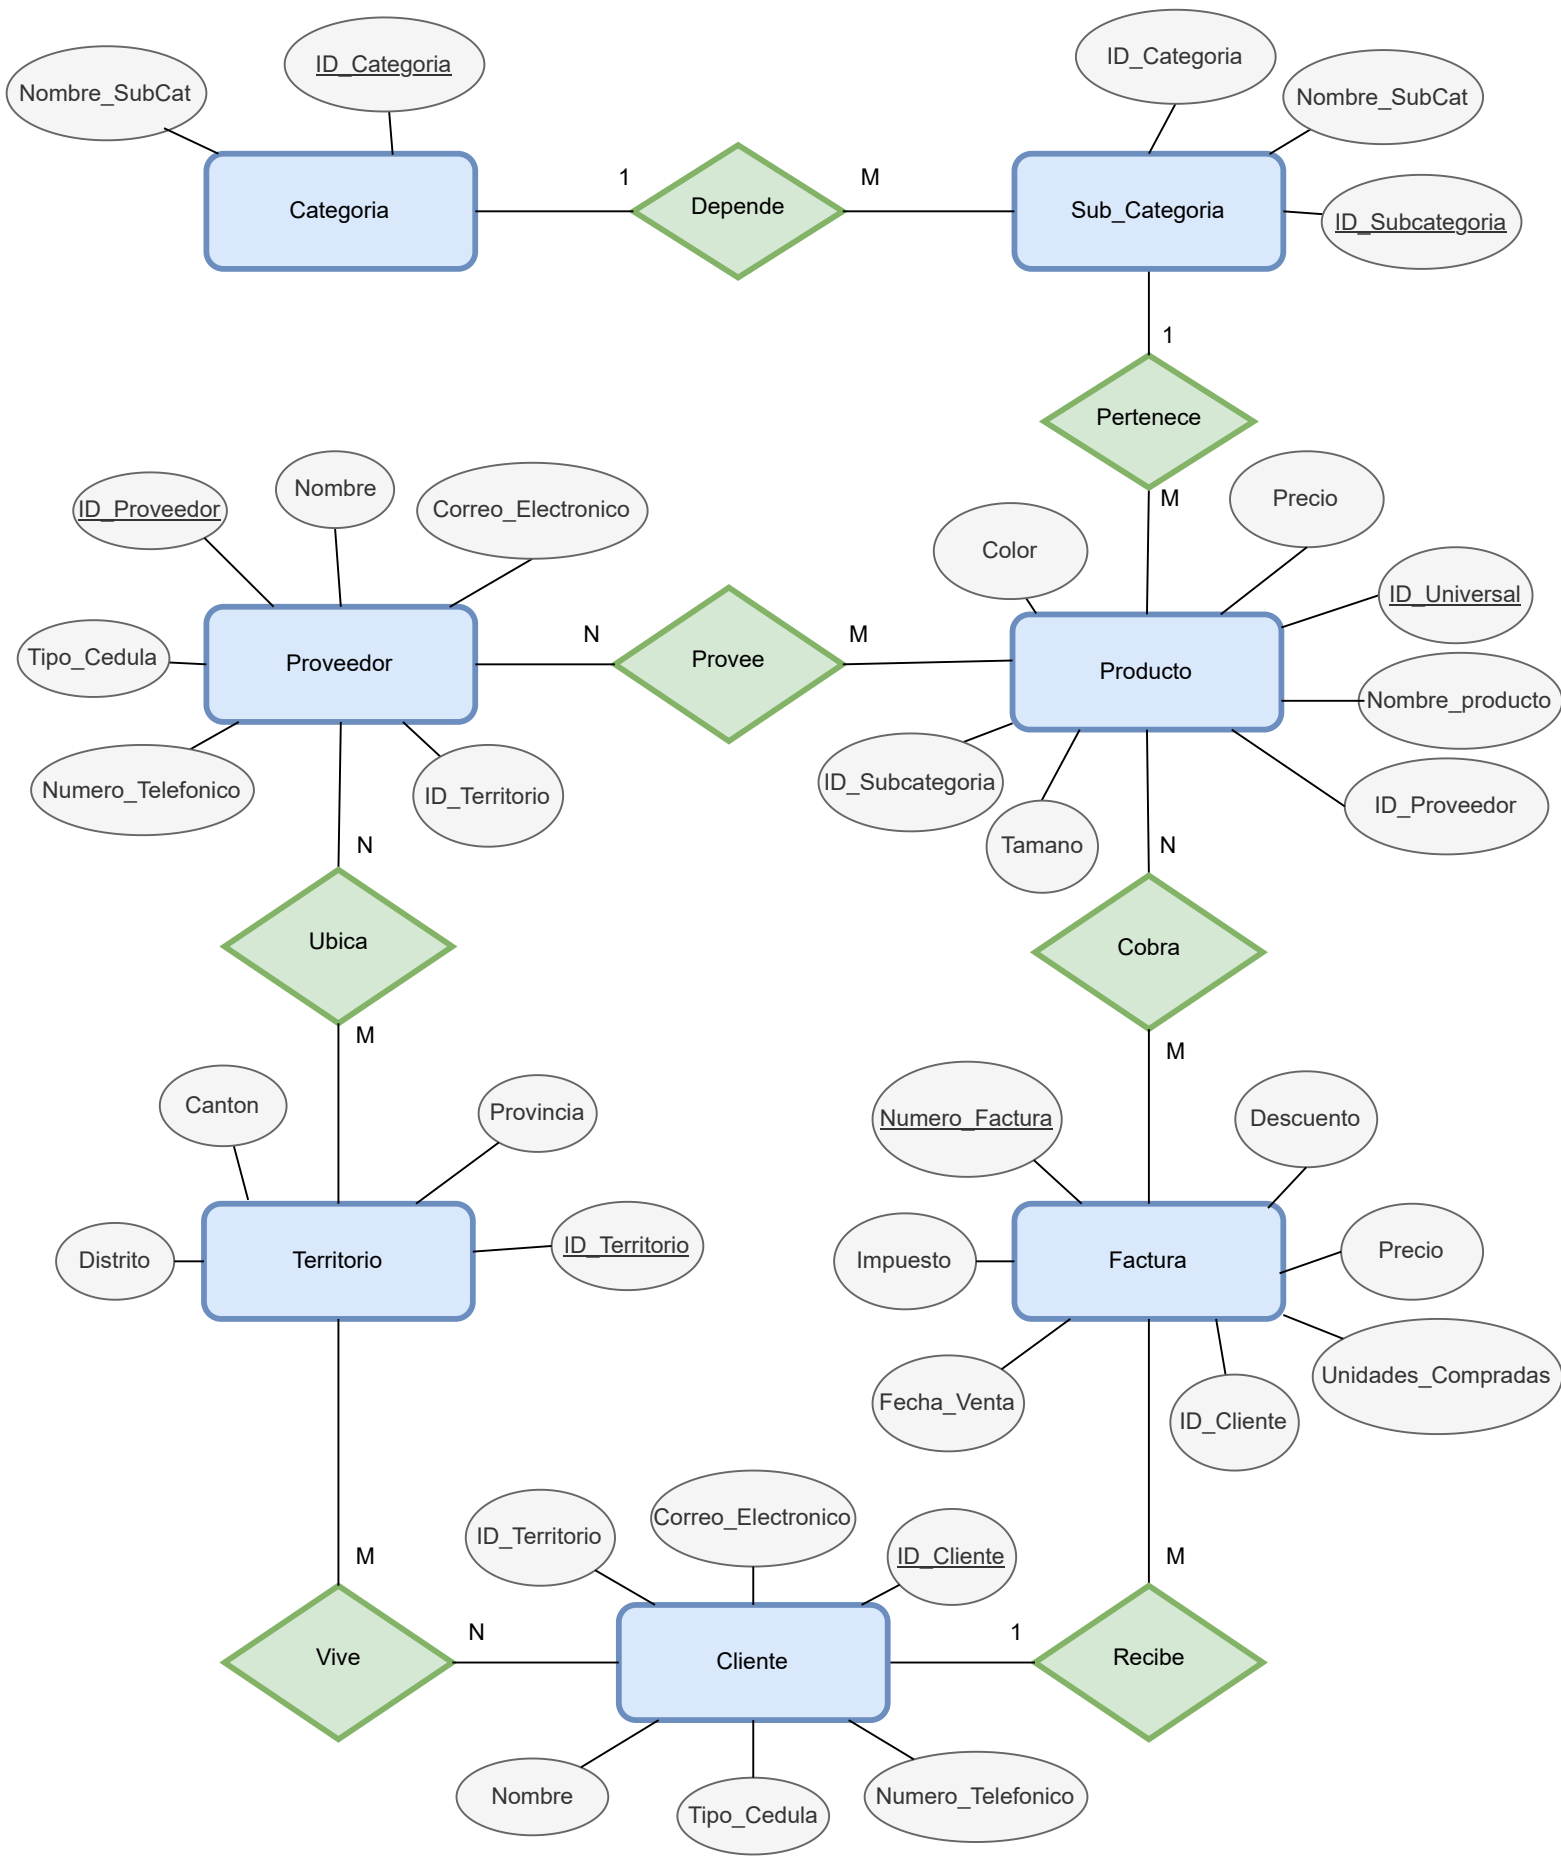 ID_Categoria
Nombre_SubCat
Categoria
1
Depende
M
ID_Categoria
Nombre_SubCat
Sub_Categoria
ID_Subcategoria
1
Pertenece
M
ID_Proveedor
Nombre
Correo_Electronico
Tipo_Cedula
Proveedor
Numero_Telefonico
ID_Territorio
N
Provee
M
Color
Precio
ID_Universal
Producto
Nombre_producto
ID_Subcategoria
Tamano
ID_Proveedor
N
Ubica
M
N
Cobra
M
Canton
Provincia
Distrito
Territorio
ID_Territorio
Numero_Factura
Descuento
Impuesto
Factura
Precio
Fecha_Venta
ID_Cliente
Unidades_Compradas
M
Vive
N
ID_Territorio
Correo_Electronico
ID_Cliente
Cliente
1
Recibe
M
Nombre
Tipo_Cedula
Numero_Telefonico